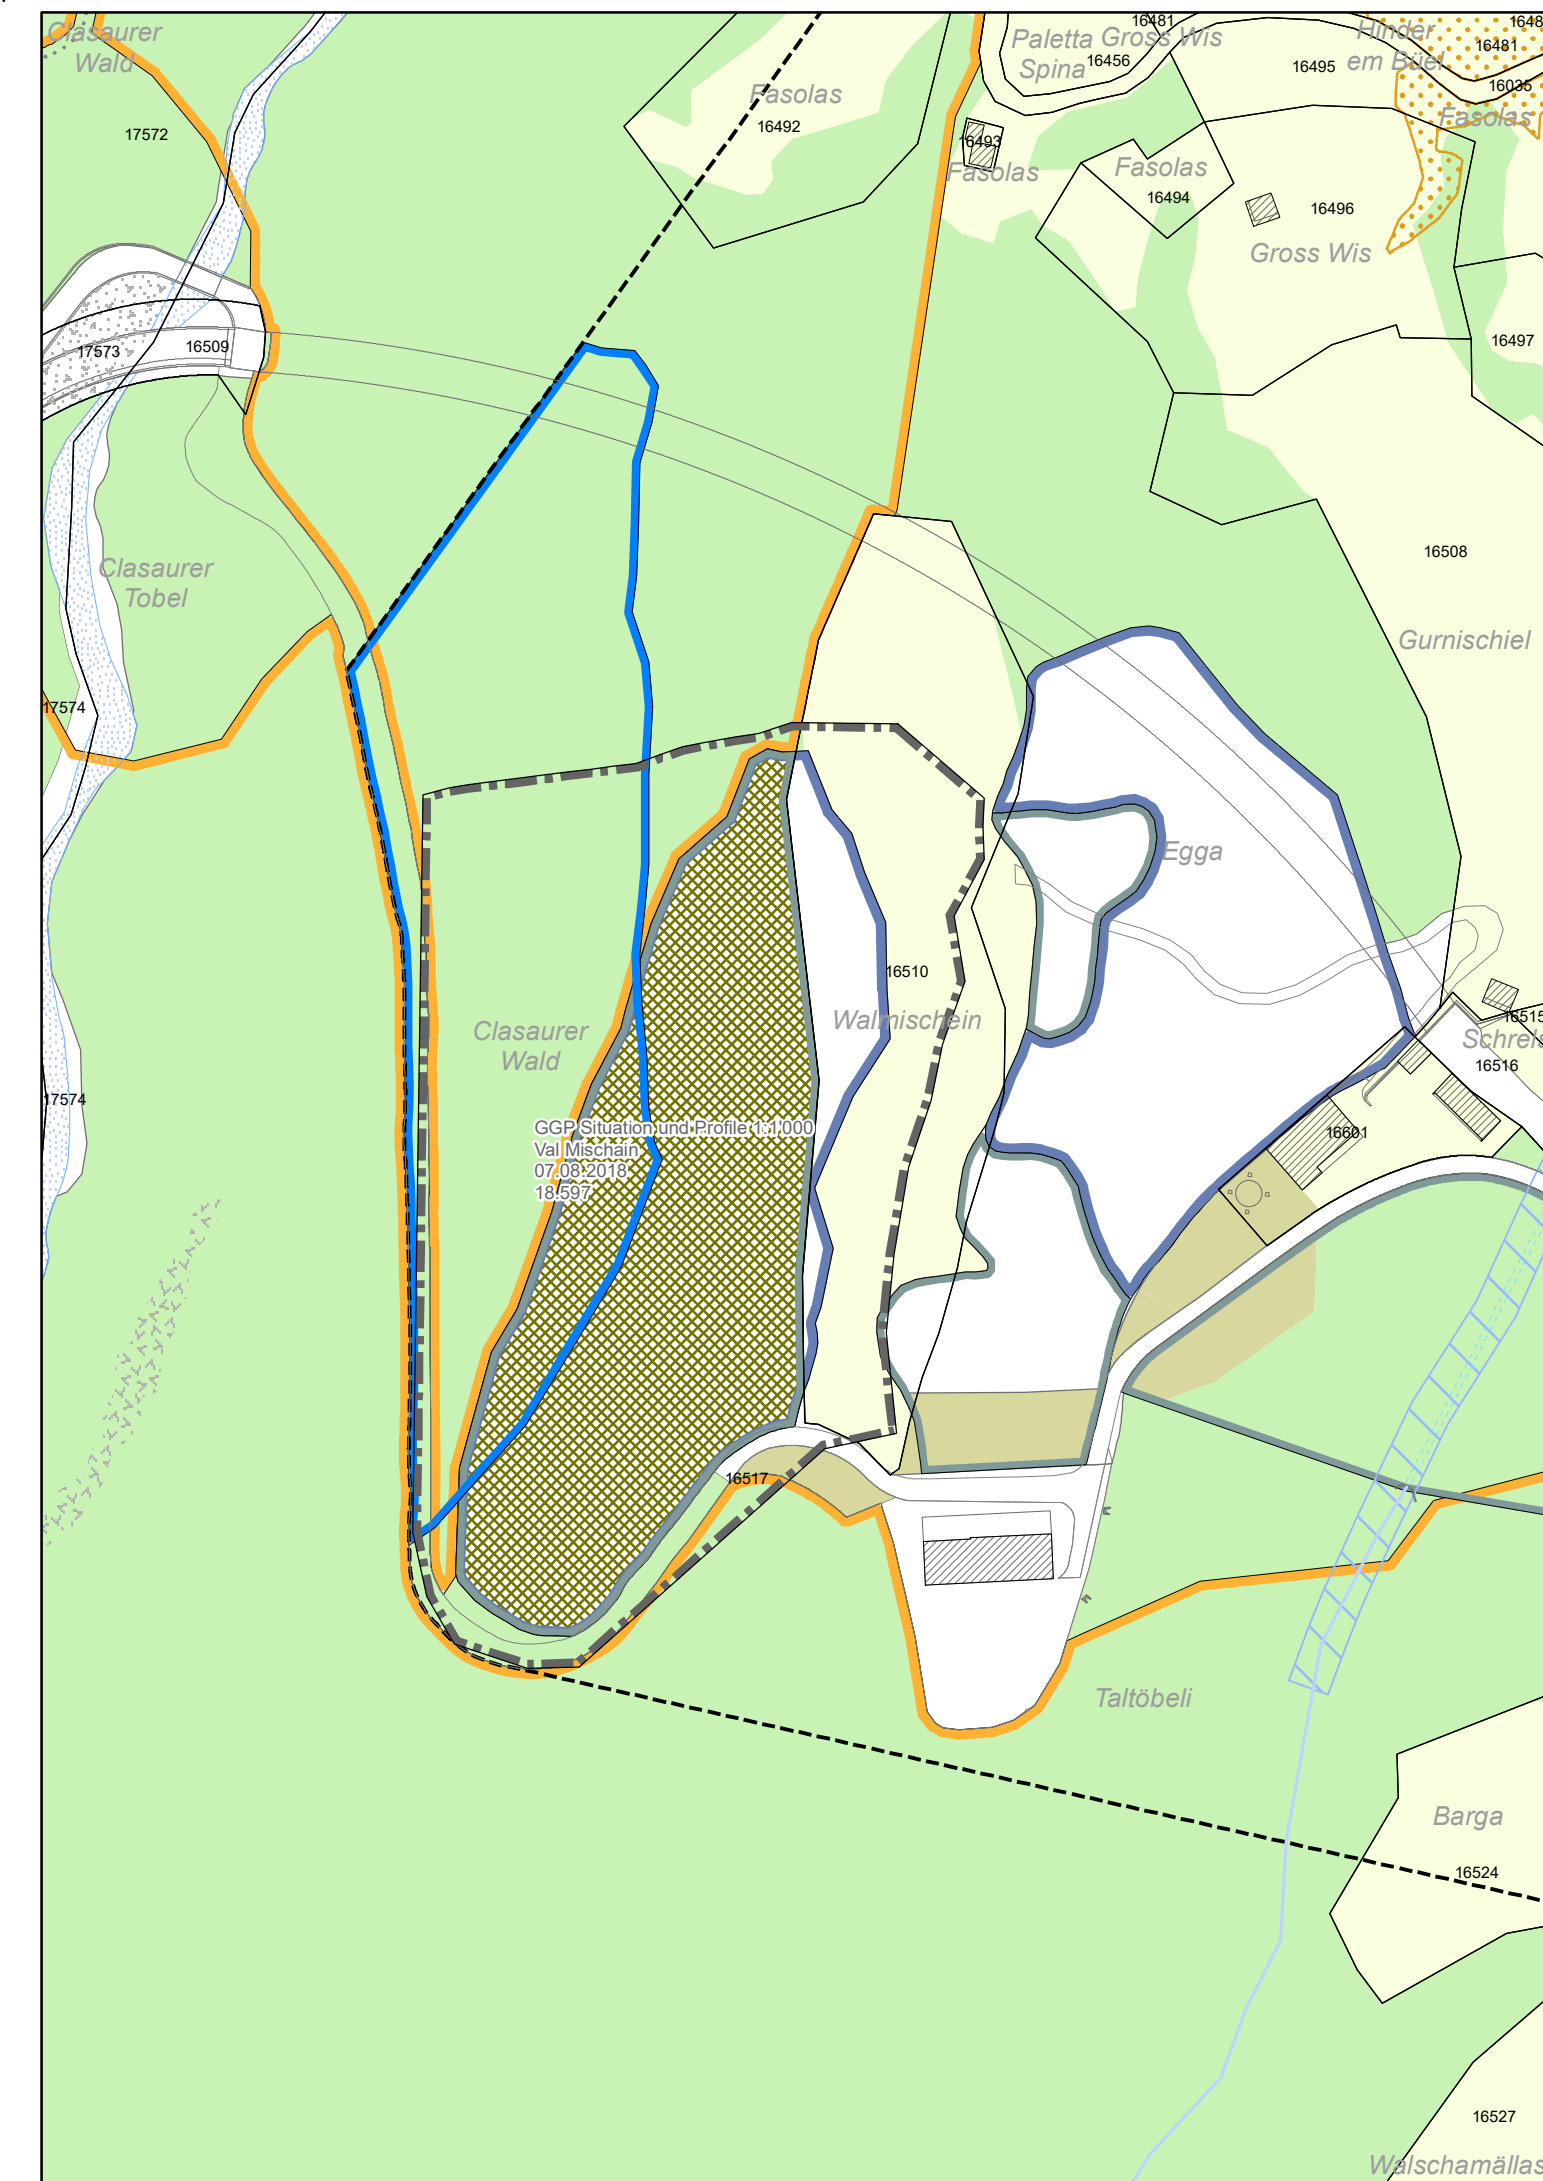 Clasaurer
Wald
17572
Fasolas
16492
Paletta
Spina
Gross Wis
16481
16456
16495
Hinder
em Büel
16481
16035
Fasolas
16493
Fasolas
Fasolas
16494
16496
Gross Wis
16497
17573
16509
16508
Clasaurer
Tobel
Gurnischiel
17574
Egga
16510
Walmischein
Clasaurer
Wald
16515
16516
17574
GGP Situation und Profile 1:1'000
Val Mischain
07.08.2018
18.597
16601
16517
Taltöbeli
Barga
16524
16527
Walschamällas